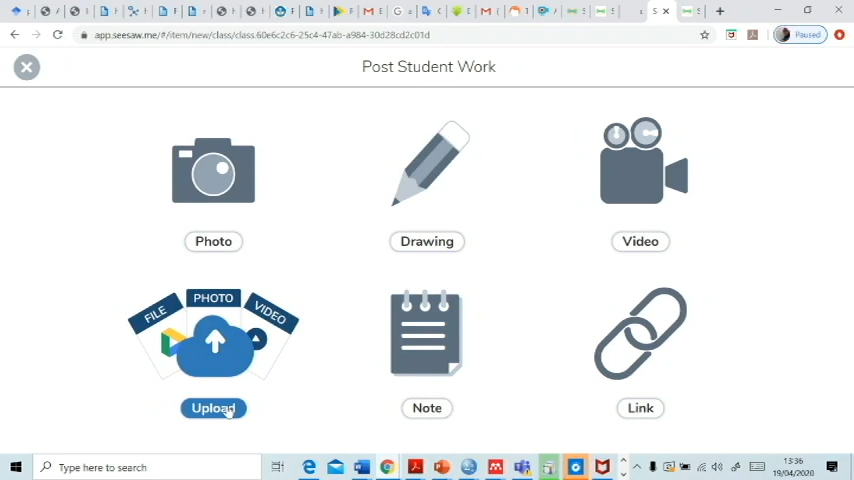 app.seesaw.me/#/item/new/class/class.60e6c2c6-25c4-47ab-a984-30d28cd2c01d
Paused
Post Student Work
Photo
Drawing
Video
FILE
PHOTO
VIDEO
Upload
Note
Link
Type here to search
13:36
19/04/2020